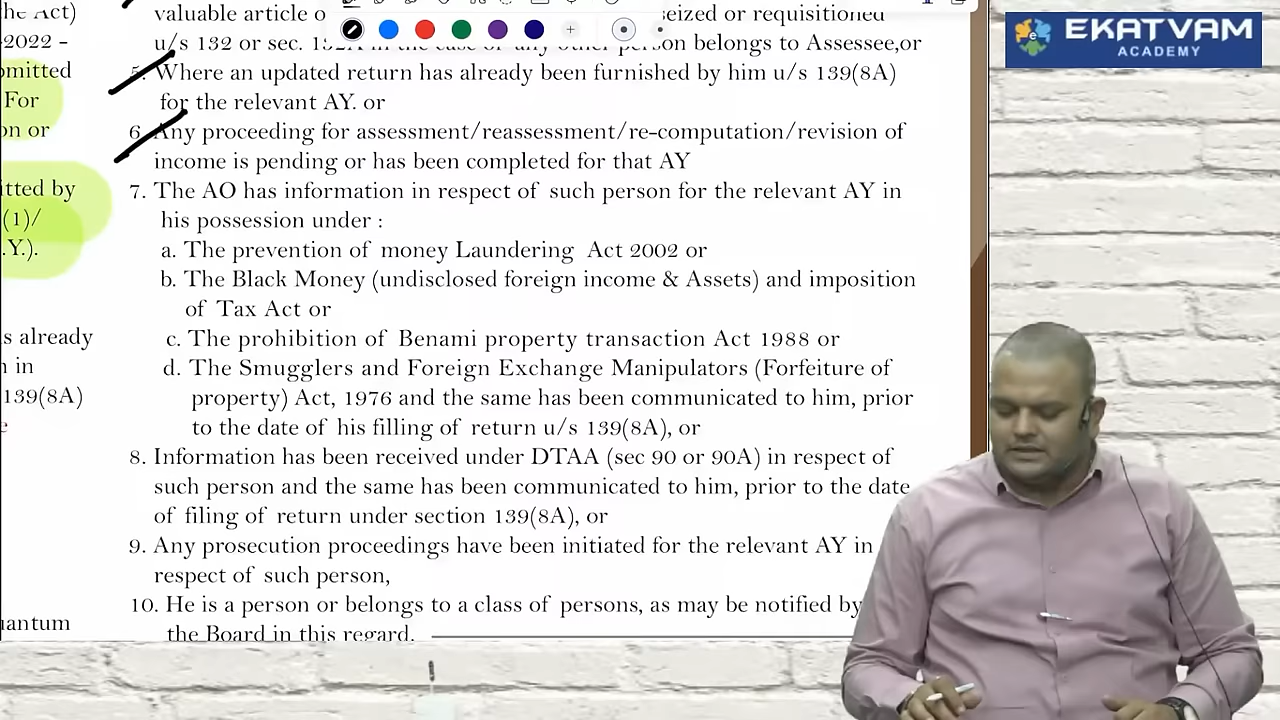 he Act)
2022 -
omitted
For
on or
itted by
(1)/
.Y.).
s already
n in
139(8A)
e
uantum
valuable article o
seized or requisitioned
u/s 132 or sec. 132A in the case of any other person belongs to Assessee,or
5. Where an updated return has already been furnished by him u/s 139(8A)
for the relevant AY. or
6. Any proceeding for assessment/reassessment/re-computation/revision of
income is pending or has been completed for that AY
7. The AO has information in respect of such person for the relevant AY in
his possession under :
a. The prevention of money Laundering Act 2002 or
b. The Black Money (undisclosed foreign income & Assets) and imposition
of Tax Act or
c. The prohibition of Benami property transaction Act 1988 or
d. The Smugglers and Foreign Exchange Manipulators (Forfeiture of
property) Act, 1976 and the same has been communicated to him, prior
to the date of his filling of return u/s 139(8A), or
8. Information has been received under DTAA (sec 90 or 90A) in respect of
such person and the same has been communicated to him, prior to the date
of filing of return under section 139(8A), or
9. Any prosecution proceedings have been initiated for the relevant AY in
respect of such person,
10. He is a person or belongs to a class of persons, as may be notified by
the Board in this regard.
EKATVAM
ACADEMY